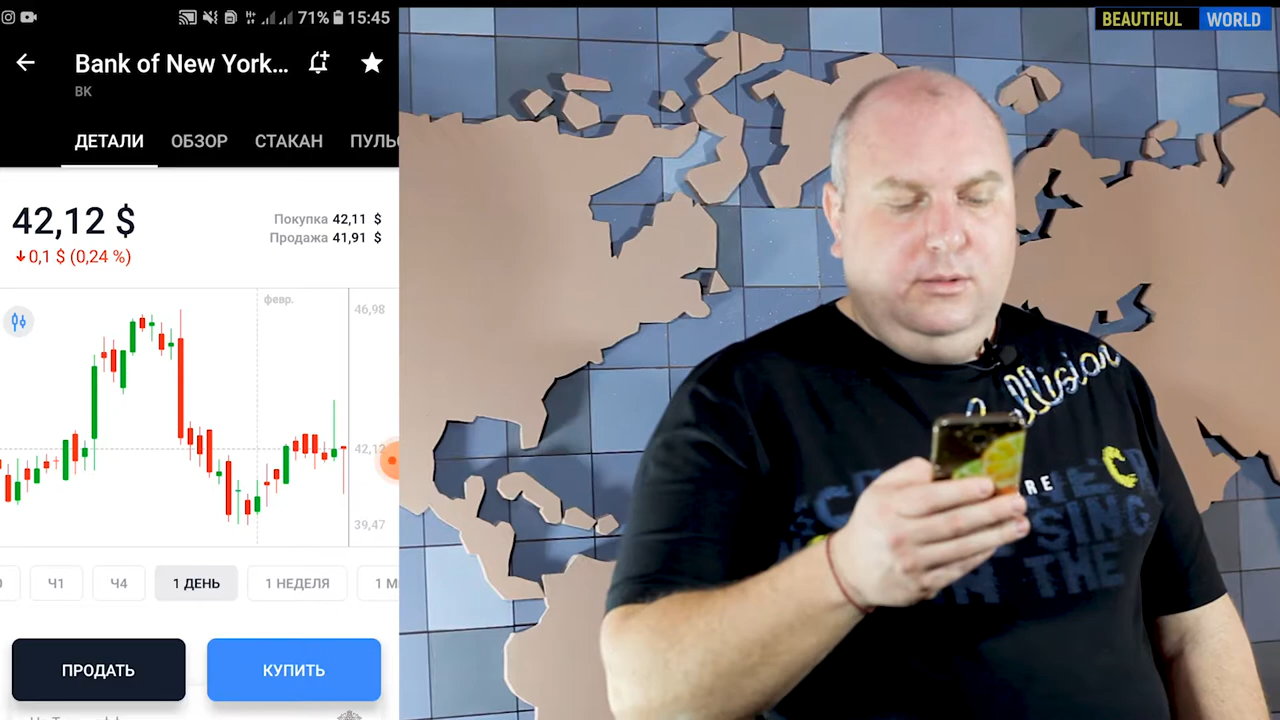 71% 15:45
Bank of New York...
BK
ДЕТАЛИ ОБЗОР СТАКАН ПУЛЬ
42,12 $
0,1 $ (0,24 %)
Покупка 42,11 $
Продажа 41,91 $
февр.
46,98
42,12
39,47
Ч1 Ч4 1 ДЕНЬ 1 НЕДЕЛЯ 1 М
ПРОДАТЬ КУПИТЬ
BEAUTIFUL WORLD